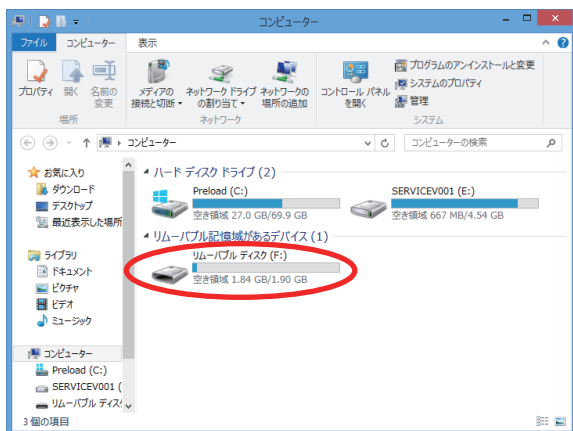 コンピューター
ファイル コンピューター 表示
プロパティ 開く 名前の変更 メディアの接続と切断 ネットワーク ドライブの割り当て ネットワークの場所の追加 コントロール パネルを開く プログラムのアンインストールと変更
システムのプロパティ
管理
場所 ネットワーク システム
コンピューター コンピューターの検索
お気に入り
ダウンロード
デスクトップ
最近表示した場所
ライブラリ
ドキュメント
ピクチャ
ビデオ
ミュージック
コンピューター
Preload (C:)
SERVICEV001 (
リムーバブル ディスク
ハード ディスク ドライブ (2)
Preload (C:)
空き領域 27.0 GB/69.9 GB
SERVICEV001 (E:)
空き領域 667 MB/4.54 GB
リムーバブル記憶域があるデバイス (1)
リムーバブル ディスク (F:)
空き領域 1.84 GB/1.90 GB
3 個の項目